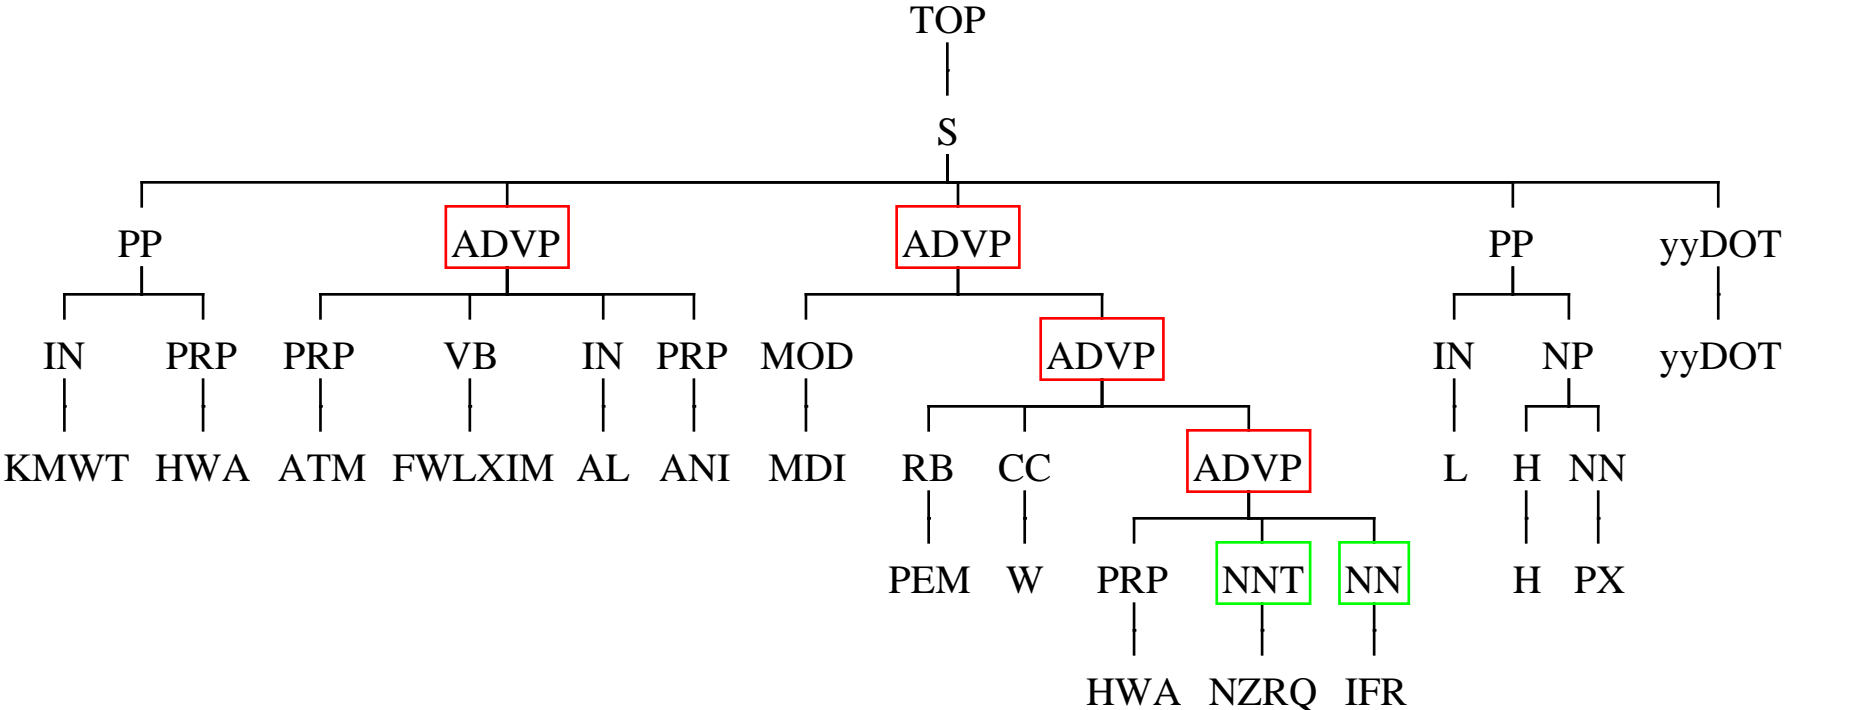 TOP
S
PP ADVP ADVP PP yyDOT
IN PRP PRP VB IN PRP MOD ADVP IN NP yyDOT
KMWT HWA ATM FWLXIM AL ANI MDI RB CC ADVP L H NN
PEM W PRP NNT NN H PX
HWA NZRQ IFR